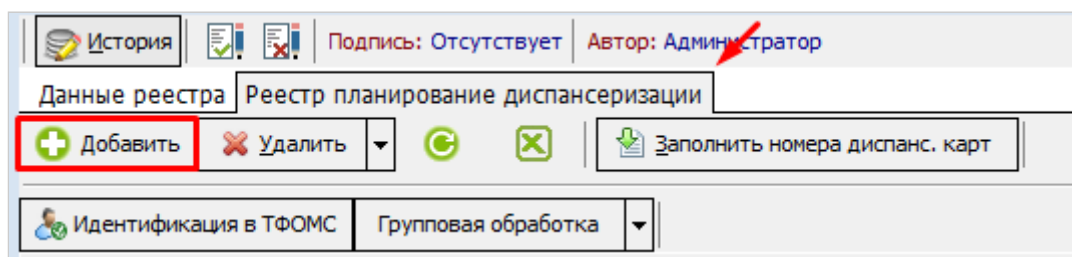 История Подпись: Отсутствует Автор: Администратор
Данные реестра Реестр планирование диспансеризации
Добавить Удалить Заполнить номера диспанс. карт
Идентификация в ТФОМС Групповая обработка